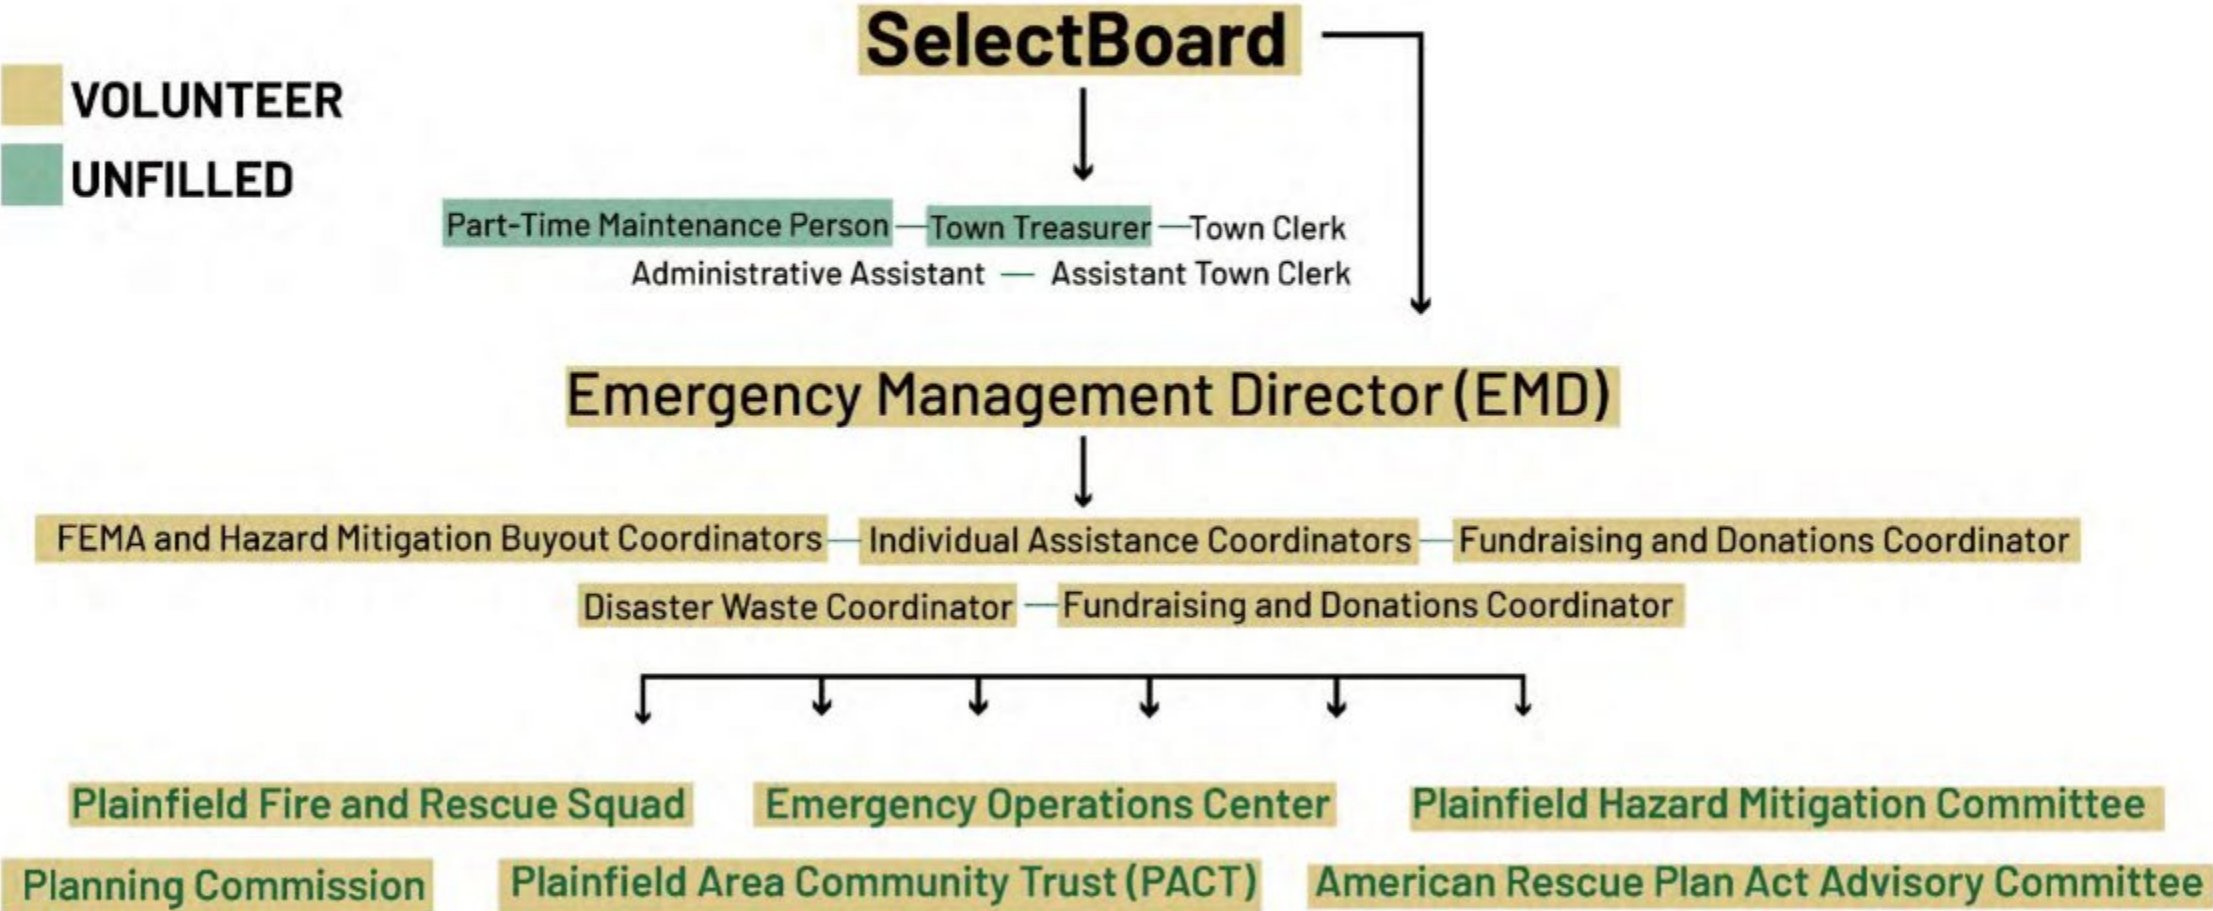 SelectBoard
VOLUNTEER
UNFILLED
Part-Time Maintenance Person — Town Treasurer — Town Clerk
Administrative Assistant — Assistant Town Clerk
Emergency Management Director (EMD)
FEMA and Hazard Mitigation Buyout Coordinators — Individual Assistance Coordinators — Fundraising and Donations Coordinator
Disaster Waste Coordinator — Fundraising and Donations Coordinator
Plainfield Fire and Rescue Squad Emergency Operations Center Plainfield Hazard Mitigation Committee
Planning Commission Plainfield Area Community Trust (PACT) American Rescue Plan Act Advisory Committee